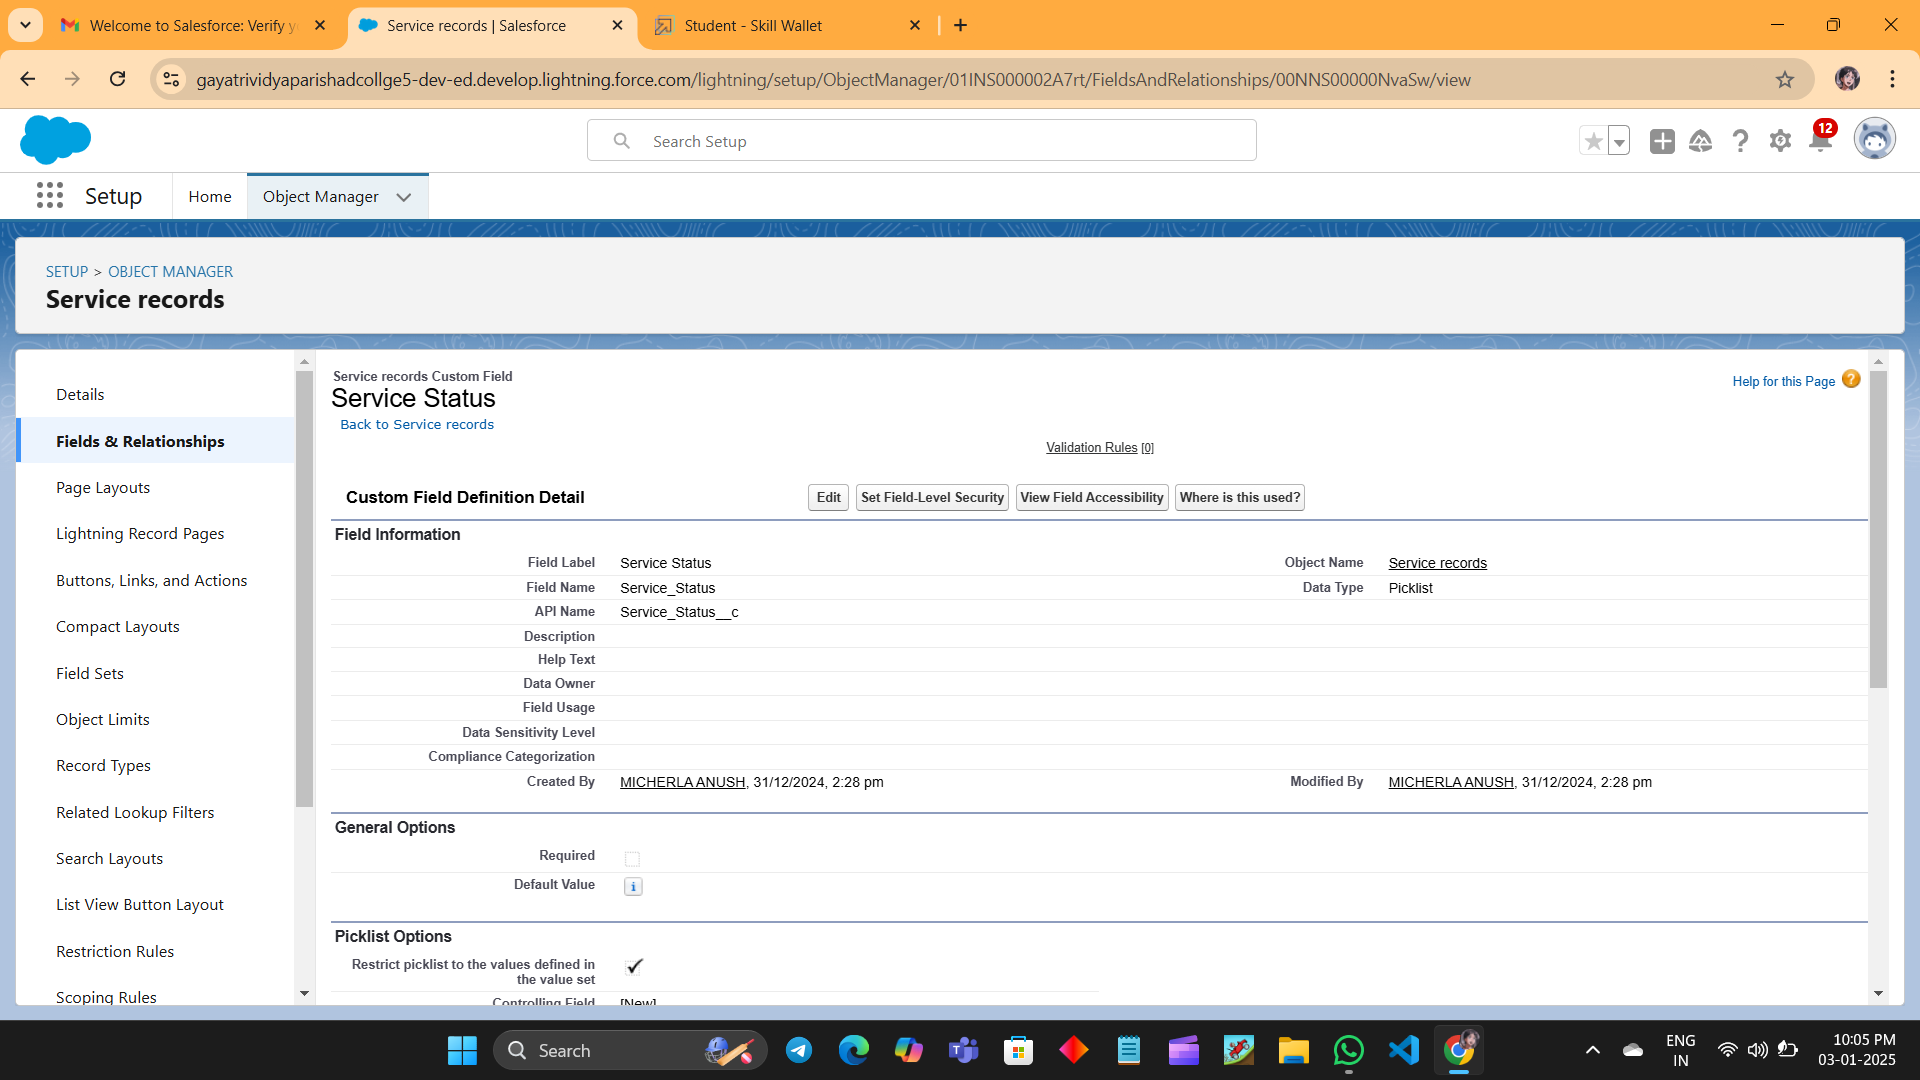 Welcome to Salesforce: Verify y
Service records | Salesforce
Student - Skill Wallet
gayatrividyaparishadcollge5-dev-ed.develop.lightning.force.com/lightning/setup/ObjectManager/01INS000002A7rt/FieldsAndRelationships/00NNS00000NvaSw/view
Search Setup
12
Setup
Home
Object Manager
SETUP > OBJECT MANAGER
Service records
Details
Fields & Relationships
Page Layouts
Lightning Record Pages
Buttons, Links, and Actions
Compact Layouts
Field Sets
Object Limits
Record Types
Related Lookup Filters
Search Layouts
List View Button Layout
Restriction Rules
Scoping Rules
Service records Custom Field
Service Status
Back to Service records
Help for this Page
Validation Rules [0]
Custom Field Definition Detail
Edit
Set Field-Level Security
View Field Accessibility
Where is this used?
Field Information
Field Label Service Status Object Name Service records
Field Name Service_Status Data Type Picklist
API Name Service_Status__c
Description
Help Text
Data Owner
Field Usage
Data Sensitivity Level
Compliance Categorization
Created By MICHERLA ANUSH, 31/12/2024, 2:28 pm Modified By MICHERLA ANUSH, 31/12/2024, 2:28 pm
General Options
Required
Default Value
Picklist Options
Restrict picklist to the values defined in
the value set
Controlling Field [New]
Search
ENG
IN
10:05 PM
03-01-2025